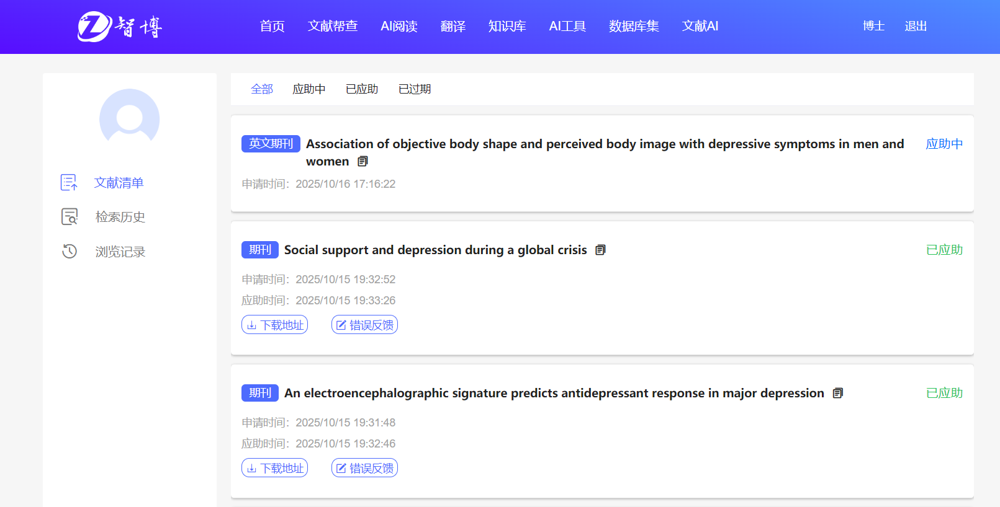 智博
首页 文献帮查 AI阅读 翻译 知识库 AI工具 数据库集 文献AI 博士 退出
文献清单
检索历史
浏览记录
全部 应助中 已应助 已过期
英文期刊 Association of objective body shape and perceived body image with depressive symptoms in men and 应助中
women
申请时间：2025/10/16 17:16:22
期刊 Social support and depression during a global crisis 已应助
申请时间：2025/10/15 19:32:52
应助时间：2025/10/15 19:33:26
下载地址 错误反馈
期刊 An electroencephalographic signature predicts antidepressant response in major depression 已应助
申请时间：2025/10/15 19:31:48
应助时间：2025/10/15 19:32:46
下载地址 错误反馈